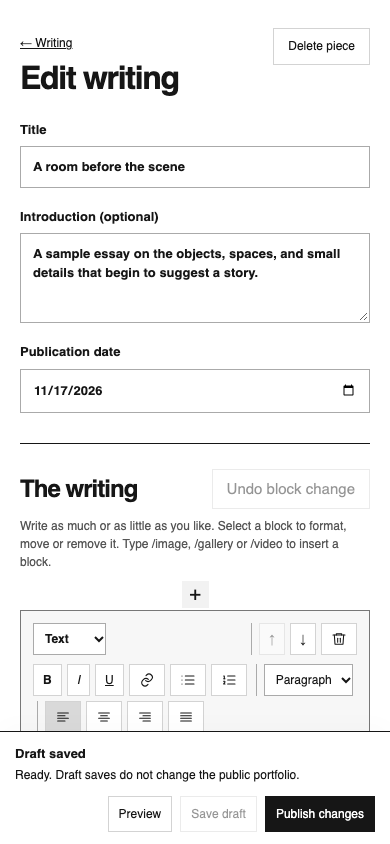 ← Writing
Delete piece
Edit writing
Title
A room before the scene
Introduction (optional)
A sample essay on the objects, spaces, and small
details that begin to suggest a story.
Publication date
11/17/2026
The writing
Undo block change
Write as much or as little as you like. Select a block to format,
move or remove it. Type /image, /gallery or /video to insert a
block.
+
Text
↑ ↓
B I U
Paragraph
Draft saved
Ready. Draft saves do not change the public portfolio.
Preview Save draft Publish changes